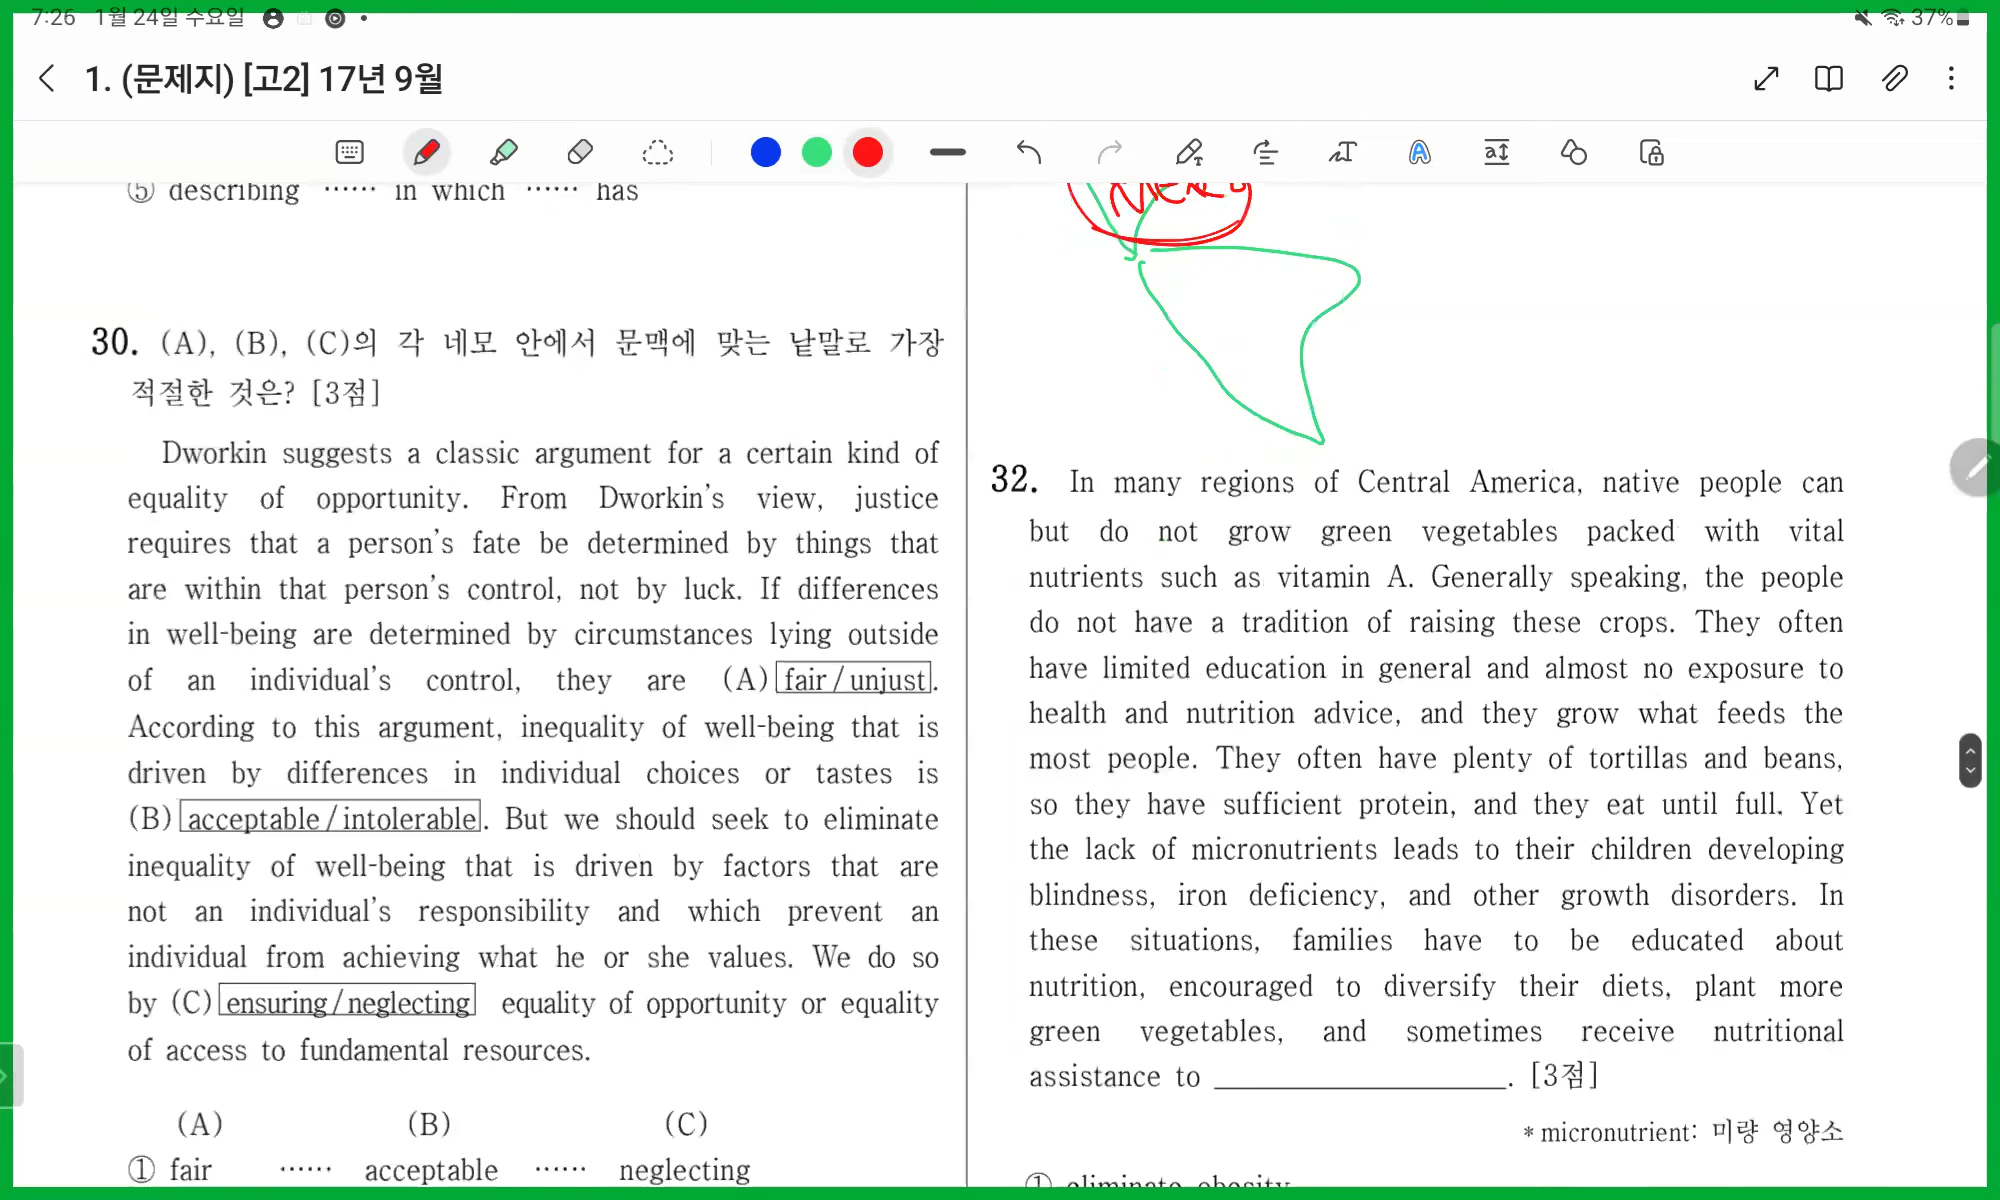 7:26 1월 24일 수요일
37%
1. (문제지) [고2] 17년 9월
⑤ describing …… in which …… has
30. (A), (B), (C)의 각 네모 안에서 문맥에 맞는 낱말로 가장
적절한 것은? [3점]
Dworkin suggests a classic argument for a certain kind of
equality of opportunity. From Dworkin's view, justice
requires that a person's fate be determined by things that
are within that person's control, not by luck. If differences
in well-being are determined by circumstances lying outside
of an individual's control, they are (A) fair / unjust.
According to this argument, inequality of well-being that is
driven by differences in individual choices or tastes is
(B) acceptable / intolerable. But we should seek to eliminate
inequality of well-being that is driven by factors that are
not an individual's responsibility and which prevent an
individual from achieving what he or she values. We do so
by (C) ensuring / neglecting equality of opportunity or equality
of access to fundamental resources.
(A) (B) (C)
① fair …… acceptable …… neglecting
32. In many regions of Central America, native people can
but do not grow green vegetables packed with vital
nutrients such as vitamin A. Generally speaking, the people
do not have a tradition of raising these crops. They often
have limited education in general and almost no exposure to
health and nutrition advice, and they grow what feeds the
most people. They often have plenty of tortillas and beans,
so they have sufficient protein, and they eat until full. Yet
the lack of micronutrients leads to their children developing
blindness, iron deficiency, and other growth disorders. In
these situations, families have to be educated about
nutrition, encouraged to diversify their diets, plant more
green vegetables, and sometimes receive nutritional
assistance to ____________. [3점]
* micronutrient: 미량 영양소
① eliminate obesity